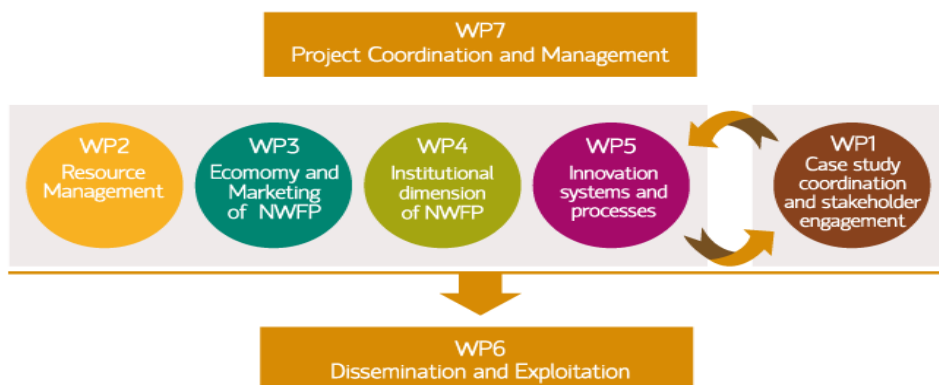 WP7
Project Coordination and Management
WP2
Resource
Management
WP3
Ecomomy and
Marketing
of NWFP
WP4
Institutional
dimension
of NWFP
WP5
Innovation
systems and
processes
WP1
Case study
coordination
and stakeholder
engagement
WP6
Dissemination and Exploitation